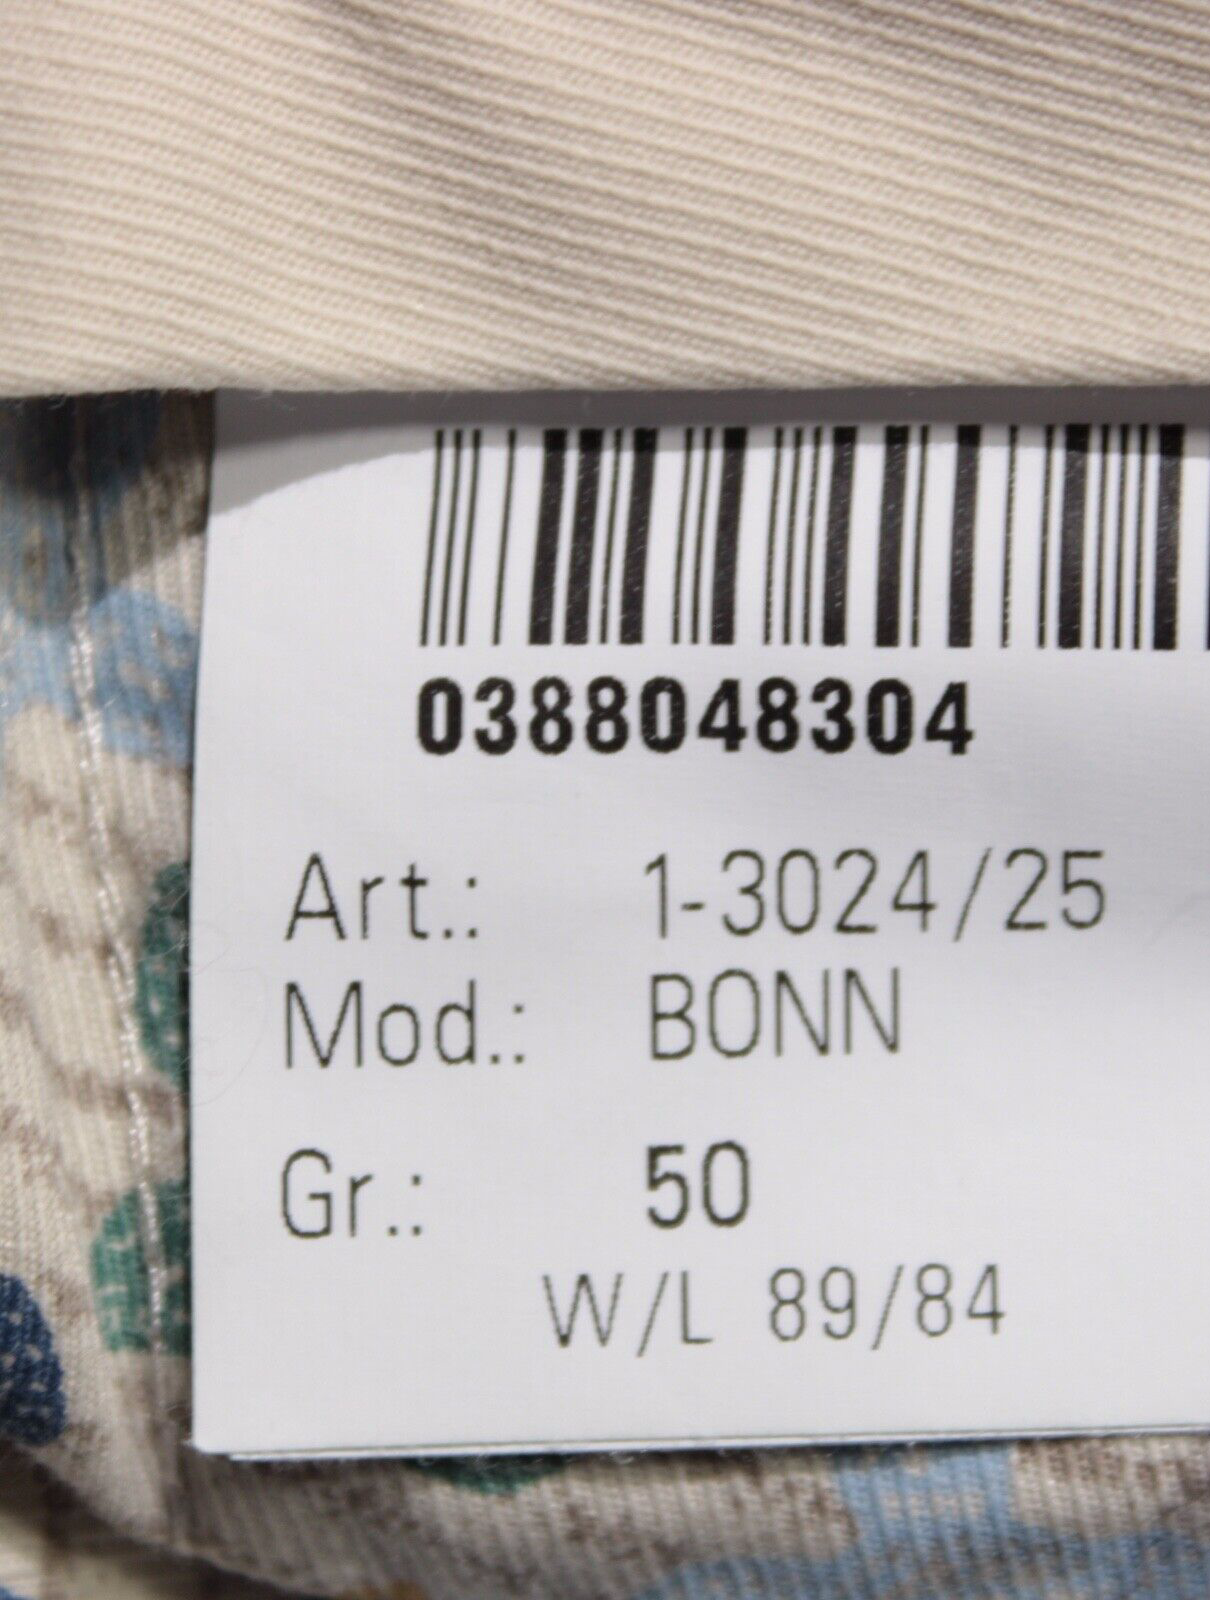 0388048304
Art.: 1-3024/25
Mod.: BONN
Gr.: 50
W/L 89/84